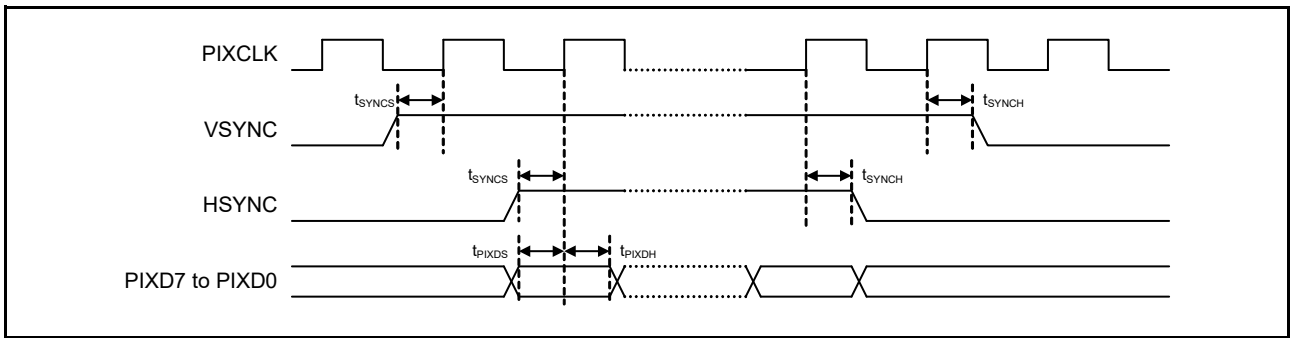 PIXCLK
tSYNCS
tSYNCH
VSYNC
tSYNCS
tSYNCH
HSYNC
tPIXDS
tPIXDH
PIXD7 to PIXD0